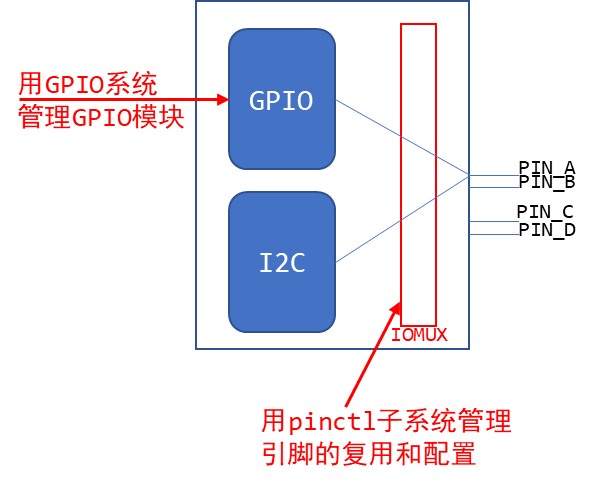 用GPIO系统
管理GPIO模块
GPIO
I2C
PIN_A
PIN_B
PIN_C
PIN_D
IOMUX
用pinctl子系统管理
引脚的复用和配置